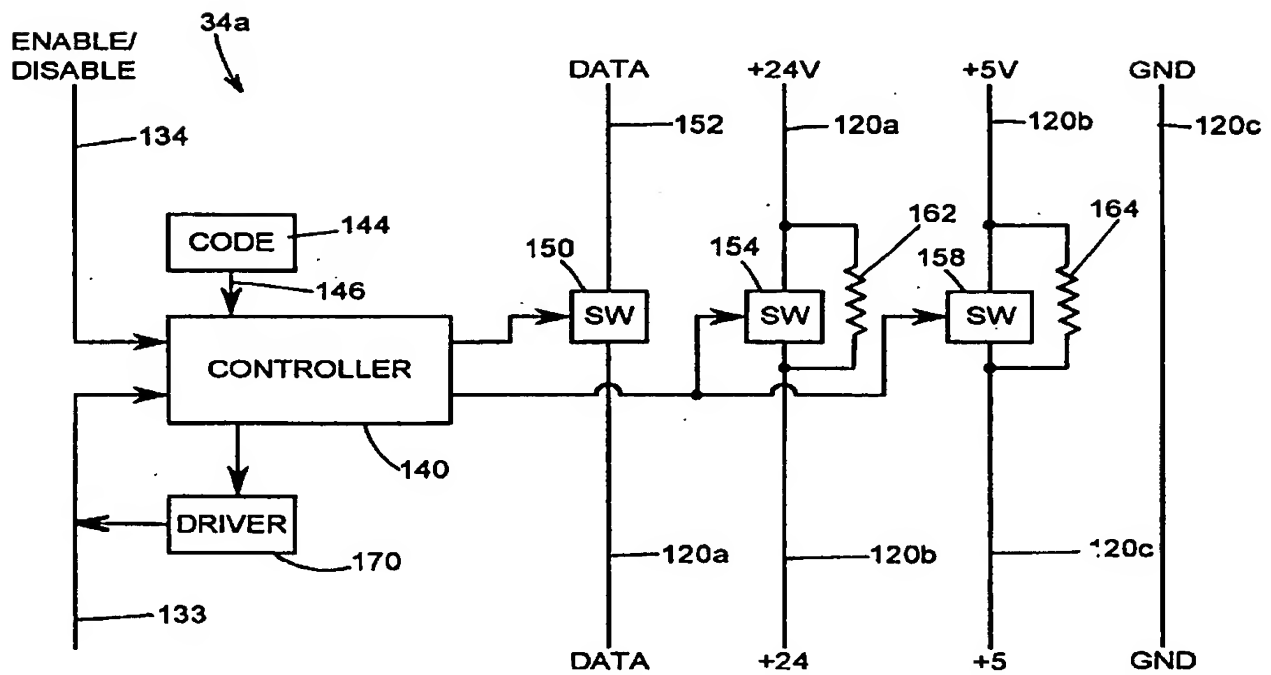 34a
ENABLE/
DISABLE
DATA
+24V
+5V
GND
134
152
120a
120b
120c
CODE
144
146
150
154
162
158
164
SW
SW
SW
CONTROLLER
140
DRIVER
170
120a
120b
120c
133
DATA
+24
+5
GND